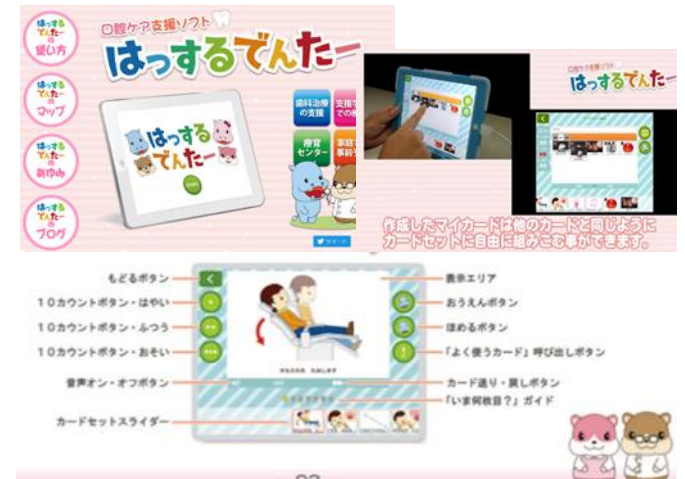 はっする
でんたー
の
使い方
はっする
でんたー
の
マップ
はっする
でんたー
の
あゆみ
はっする
でんたー
の
ブログ
口腔ケア支援ソフト
はっするでんたー
はっする
でんたー
歯科治療
の支援
療育
センター
口腔ケア支援ソフト
はっするでんたー
作成したマイカードは他のカードと同じように
カードセットに自由に組みこむ事ができます。
もどるボタン
10カウントボタン・はやい
10カウントボタン・ふつう
10カウントボタン・おそい
音声オン・オフボタン
カードセットスライダー
表示エリア
おうえんボタン
ほめるボタン
「よく使うカード」呼び出しボタン
カード送り・戻しボタン
「いま何枚目?」ガイド